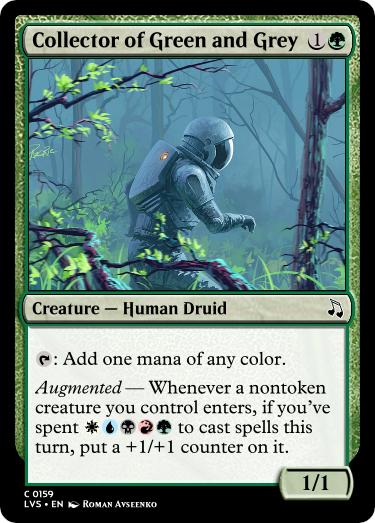 Collector of Green and Grey 1
Creature — Human Druid
: Add one mana of any color.
Augmented — Whenever a nontoken
creature you control enters, if you've
spent to cast spells this
turn, put a +1/+1 counter on it.
1/1
C 0159
LVS • EN Roman Avseenko